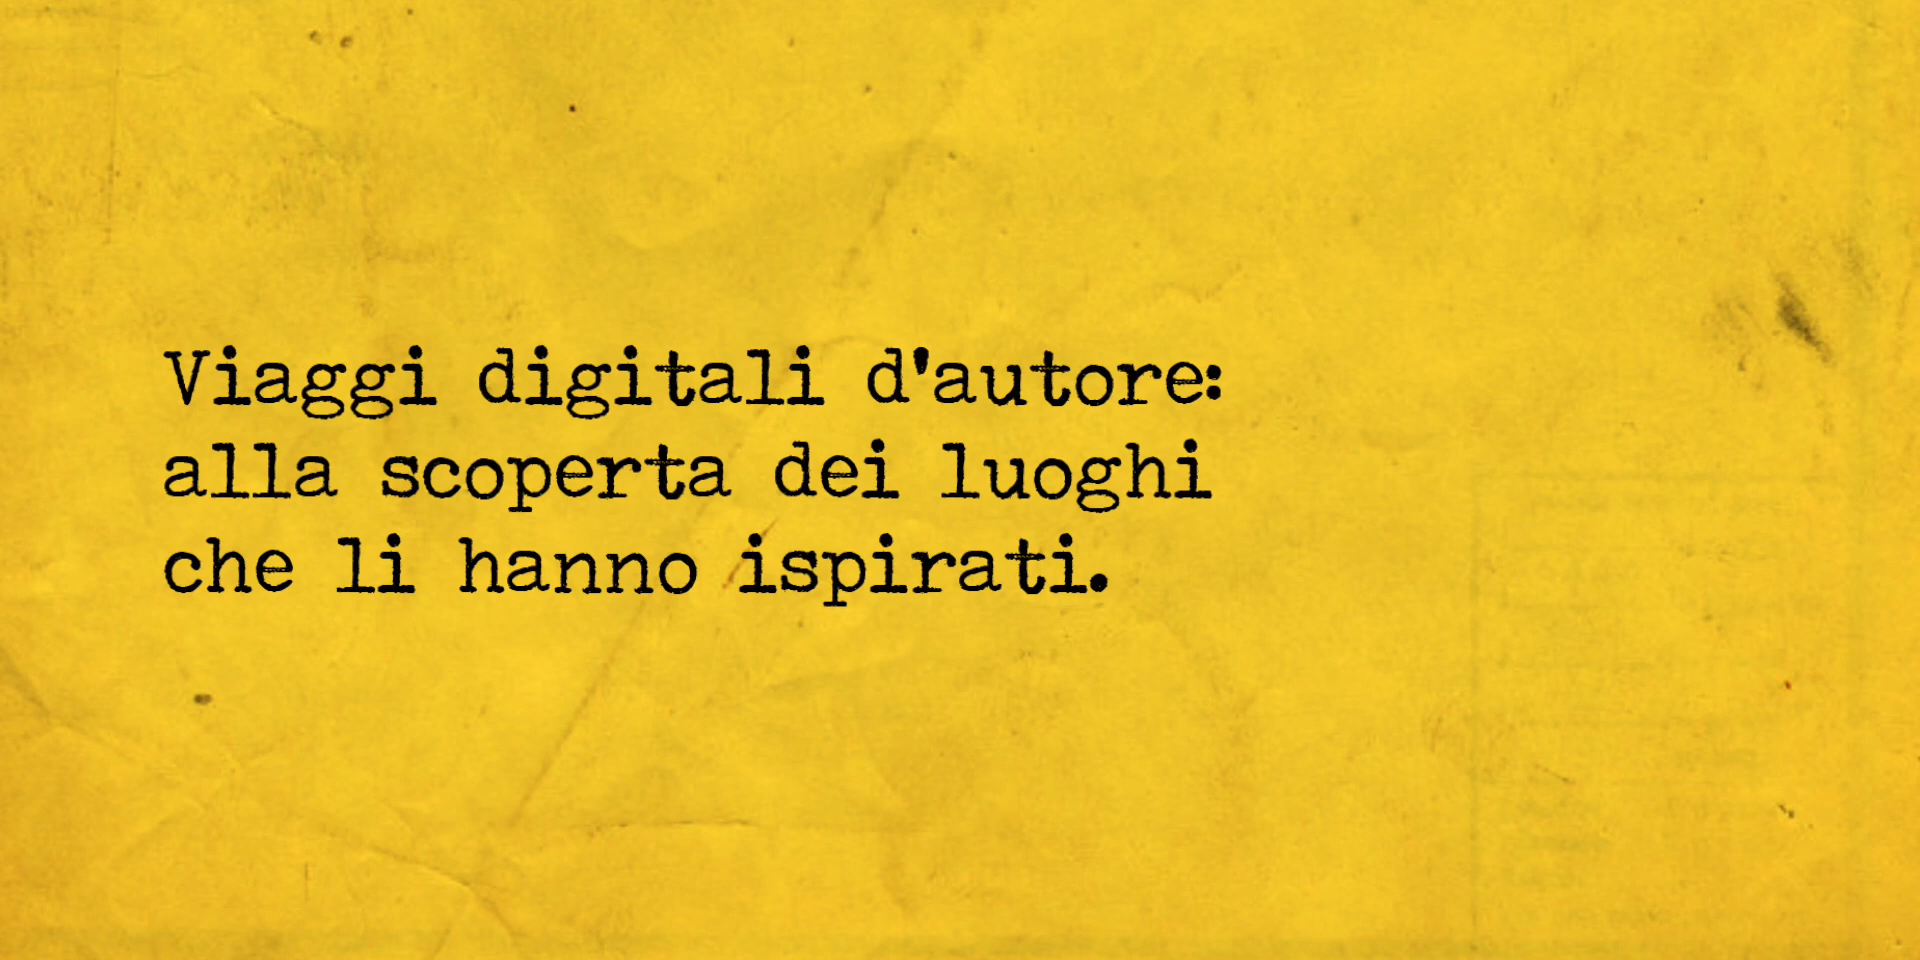 Viaggi digitali d'autore:
alla scoperta dei luoghi
che li hanno ispirati.